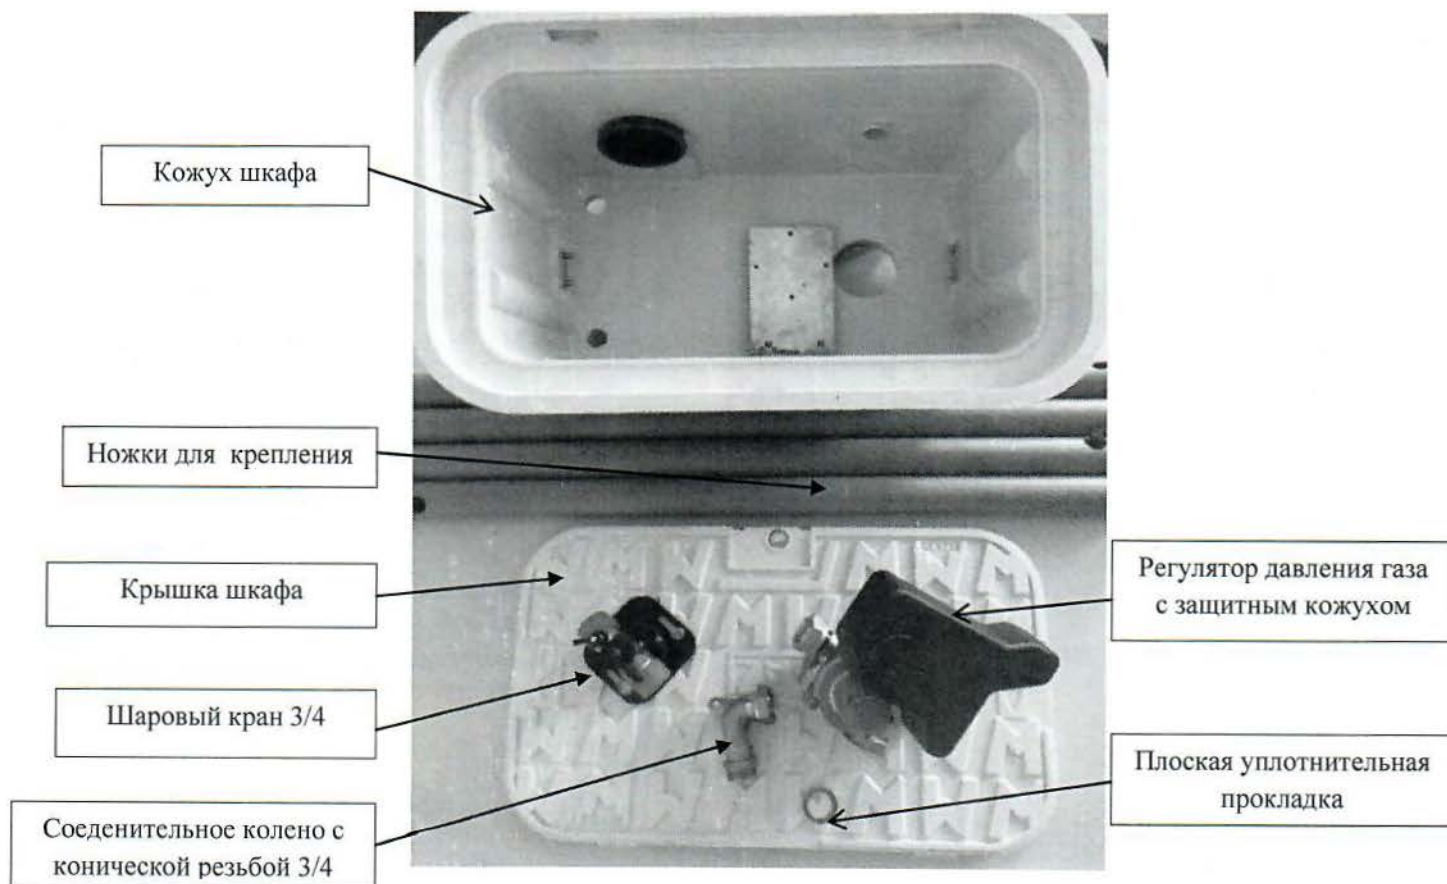 Кожух шкафа
Ножки для крепления
Крышка шкафа
Шаровый кран 3/4
Соеденительное колено с
конической резьбой 3/4
Регулятор давления газа
с защитным кожухом
Плоская уплотнительная
прокладка